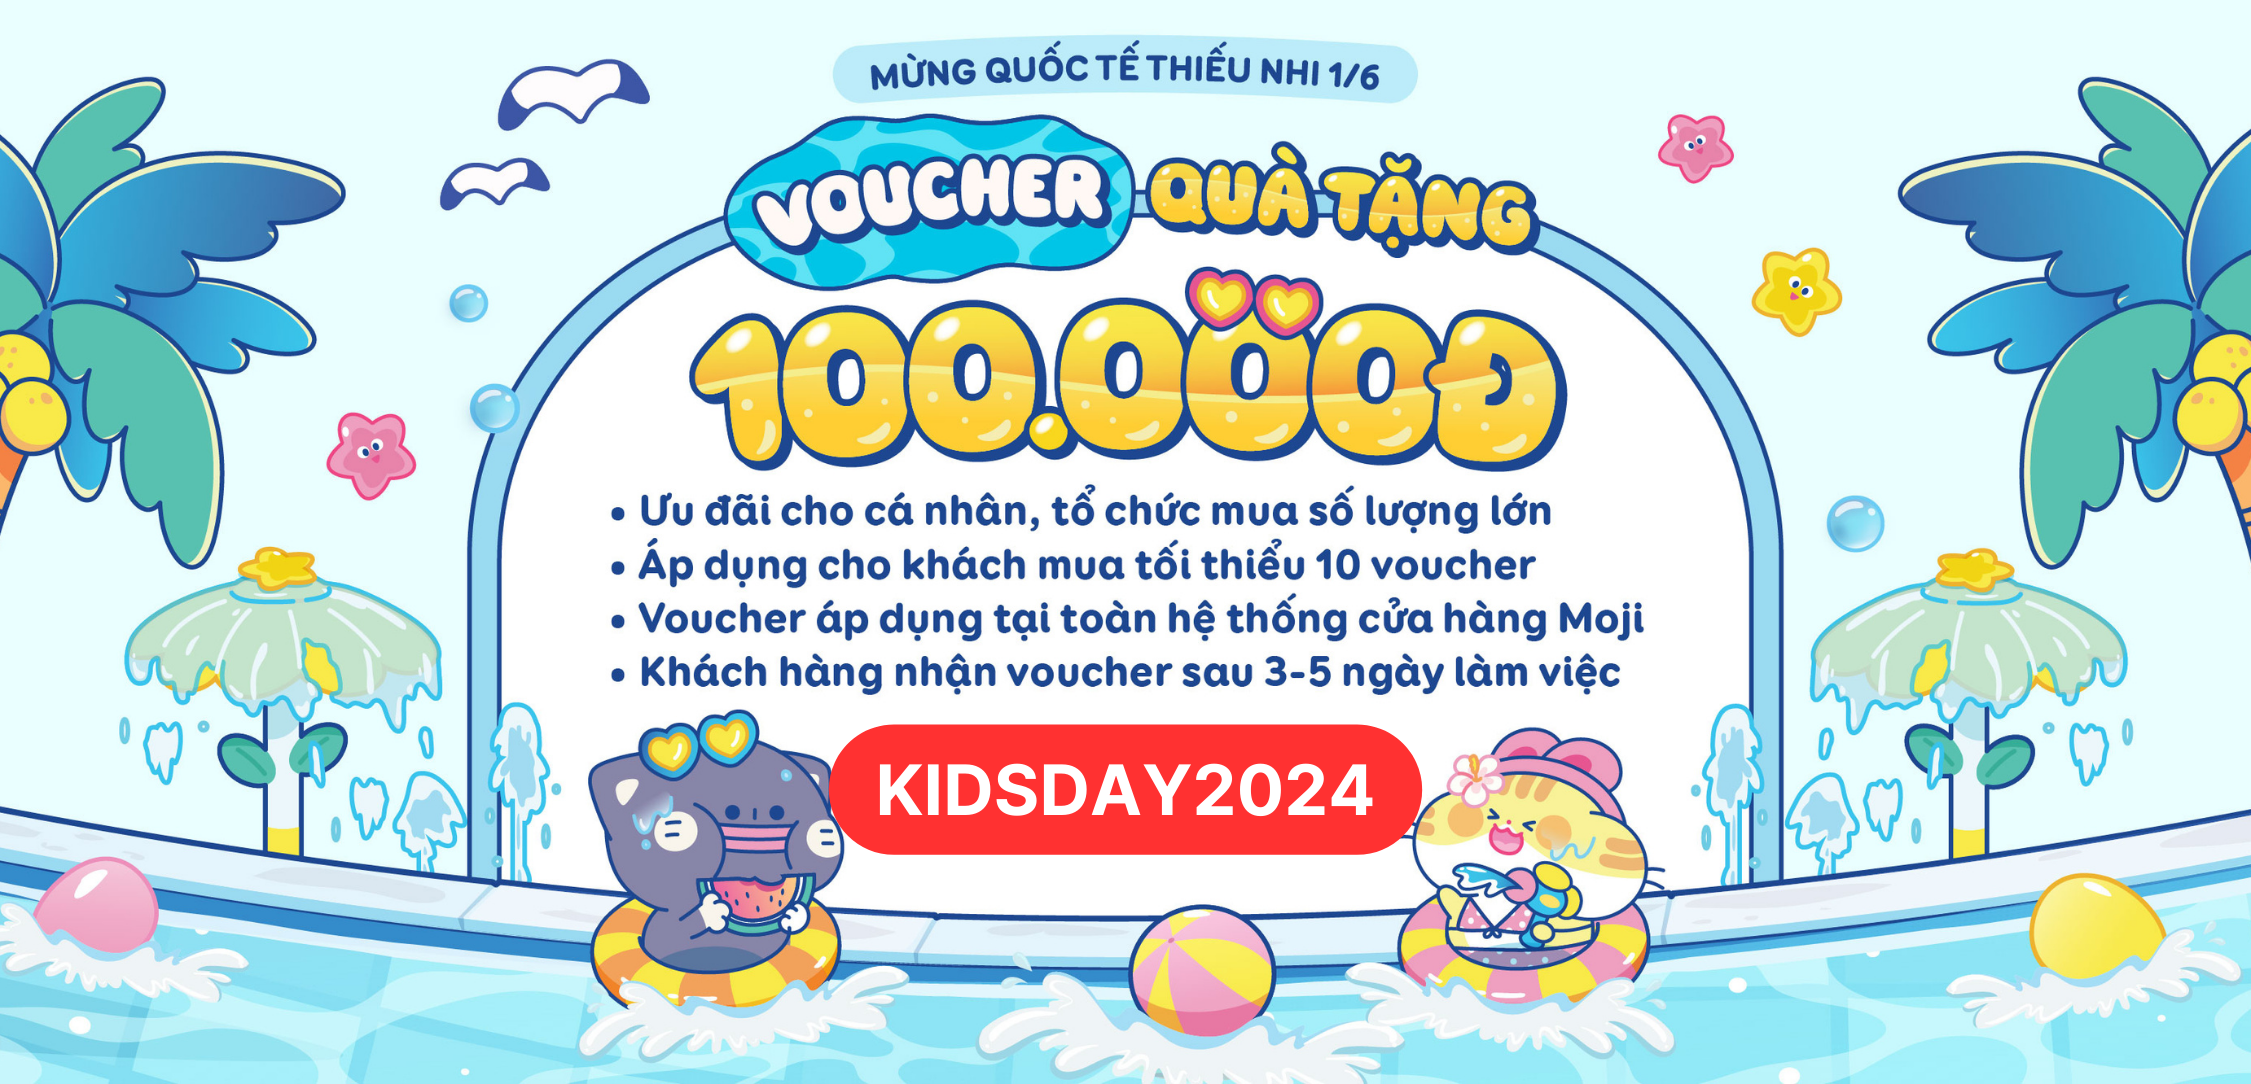 MỪNG QUỐC TẾ THIẾU NHI 1/6
VOUCHER QUÀ TẶNG
100.000Đ
• Ưu đãi cho cá nhân, tổ chức mua số lượng lớn
• Áp dụng cho khách mua tối thiểu 10 voucher
• Voucher áp dụng tại toàn hệ thống cửa hàng Moji
• Khách hàng nhận voucher sau 3-5 ngày làm việc
KIDSDAY2024